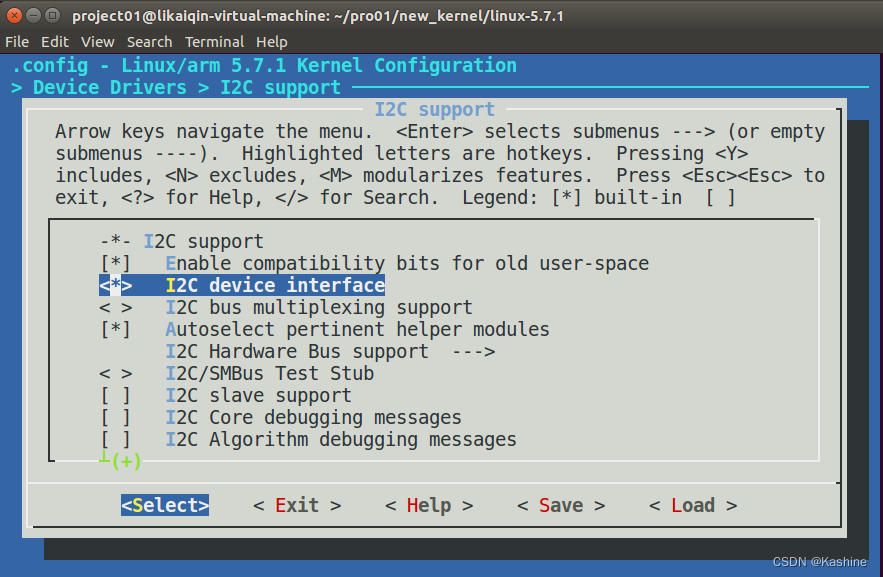 project01@likaiqin-virtual-machine: ~/pro01/new_kernel/linux-5.7.1
File Edit View Search Terminal Help
.config - Linux/arm 5.7.1 Kernel Configuration
> Device Drivers > I2C support
I2C support
Arrow keys navigate the menu.  <Enter> selects submenus ---> (or empty
submenus ----).  Highlighted letters are hotkeys.  Pressing <Y>
includes, <N> excludes, <M> modularizes features.  Press <Esc><Esc> to
exit, <?> for Help, </> for Search.  Legend: [*] built-in  [ ]
-*- I2C support
[*]   Enable compatibility bits for old user-space
<*>   I2C device interface
< >   I2C bus multiplexing support
[*]   Autoselect pertinent helper modules
I2C Hardware Bus support  --->
< >   I2C/SMBus Test Stub
[ ]   I2C slave support
[ ]   I2C Core debugging messages
[ ]   I2C Algorithm debugging messages
┴(+)
<Select>    < Exit >    < Help >    < Save >    < Load >
CSDN @Kashine